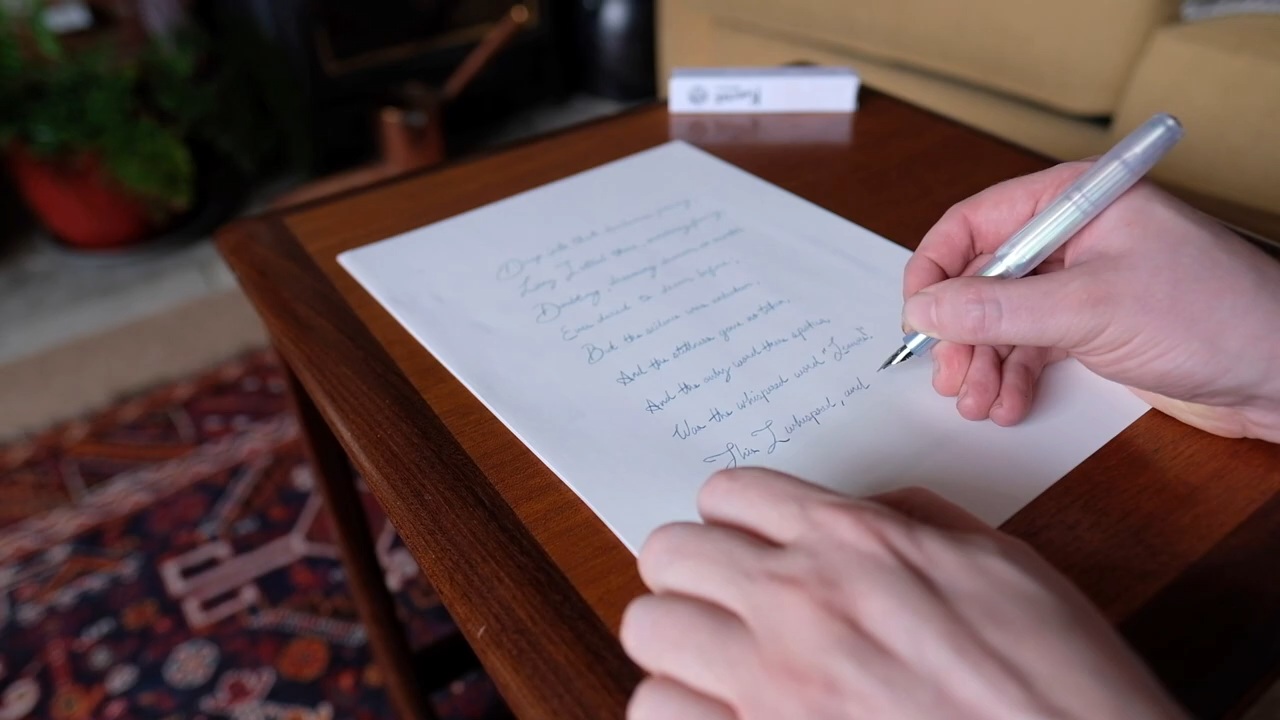 Deep into that darkness peering
Long I stood there, wondering,
Doubting, dreaming dreams no mortal
Ever dared to dream before,
But the silence was unbroken,
And the stillness gave no token,
And the only word there spoken
Was the whispered word "Lenore".
This I whispered, and